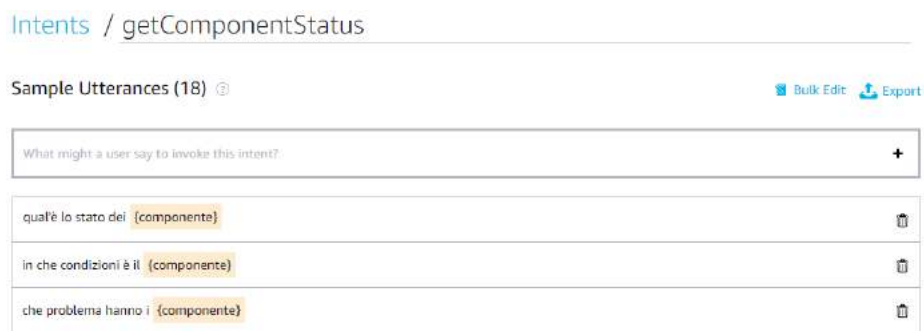 Intents / getComponentStatus
Sample Utterances (18) ?
Bulk Edit Export
What might a user say to invoke this intent? +
qual'è lo stato dei {componente}
in che condizioni è il {componente}
che problema hanno i {componente}